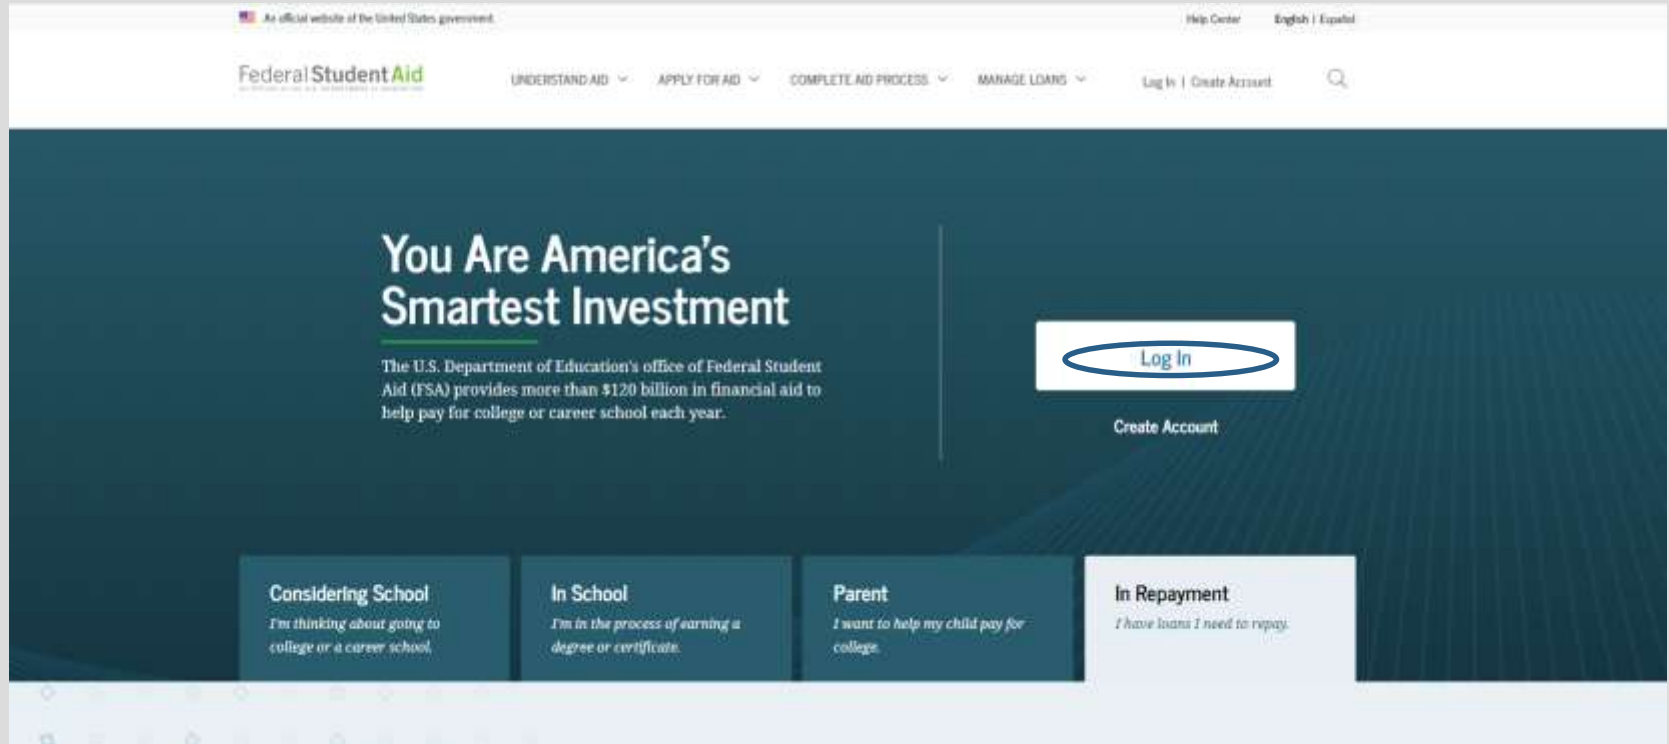 An official website of the United States government.
Help Center English | Español
Federal Student Aid
UNDERSTAND AID APPLY FOR AID COMPLETE AID PROCESS MANAGE LOANS Log In | Create Account
You Are America's
Smartest Investment
The U.S. Department of Education's office of Federal Student
Aid (FSA) provides more than $120 billion in financial aid to
help pay for college or career school each year.
Log In
Create Account
Considering School
I'm thinking about going to
college or a career school.
In School
I'm in the process of earning a
degree or certificate.
Parent
I want to help my child pay for
college.
In Repayment
I have loans I need to repay.